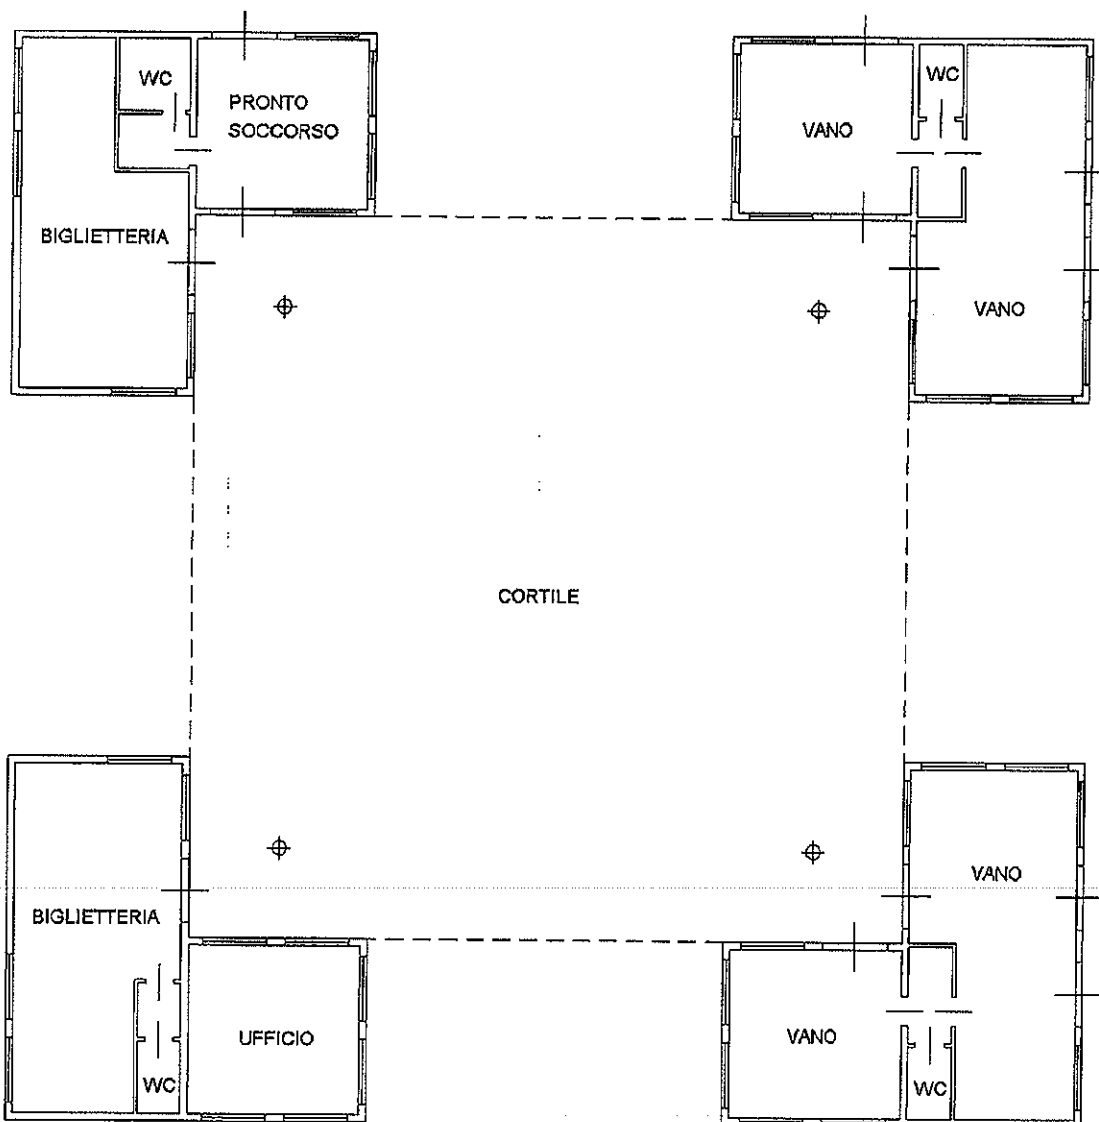 WC
PRONTO
SOCCORSO
BIGLIETTERIA
VANO
WC
VANO
CORTILE
BIGLIETTERIA
WC
UFFICIO
VANO
VANO
WC